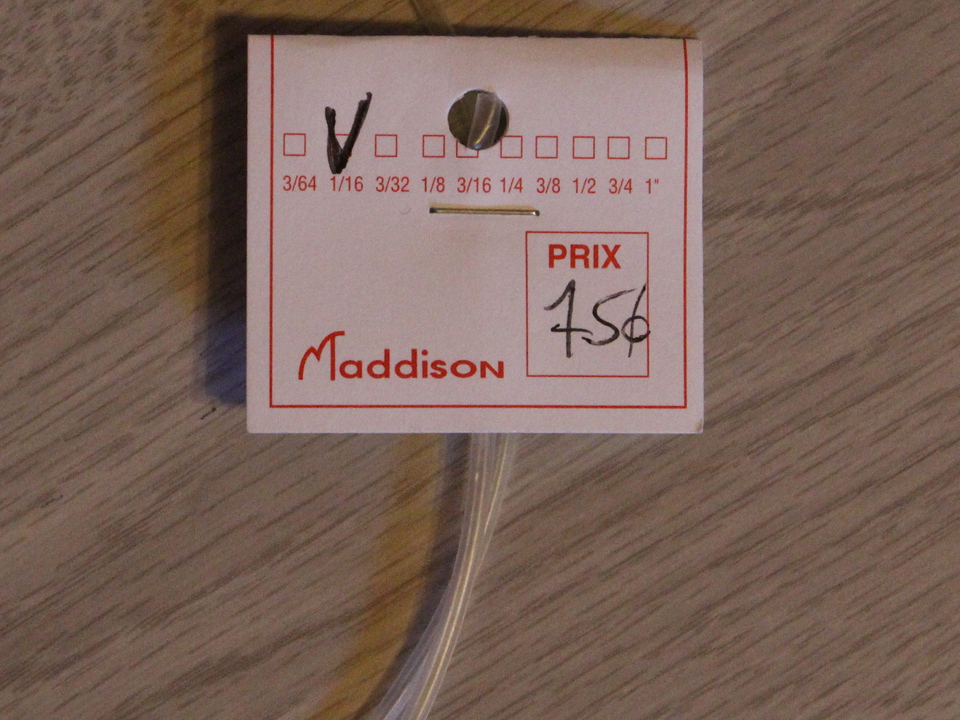 3/64 1/16 3/32 1/8 3/16 1/4 3/8 1/2 3/4 1"
PRIX
75¢
Maddison